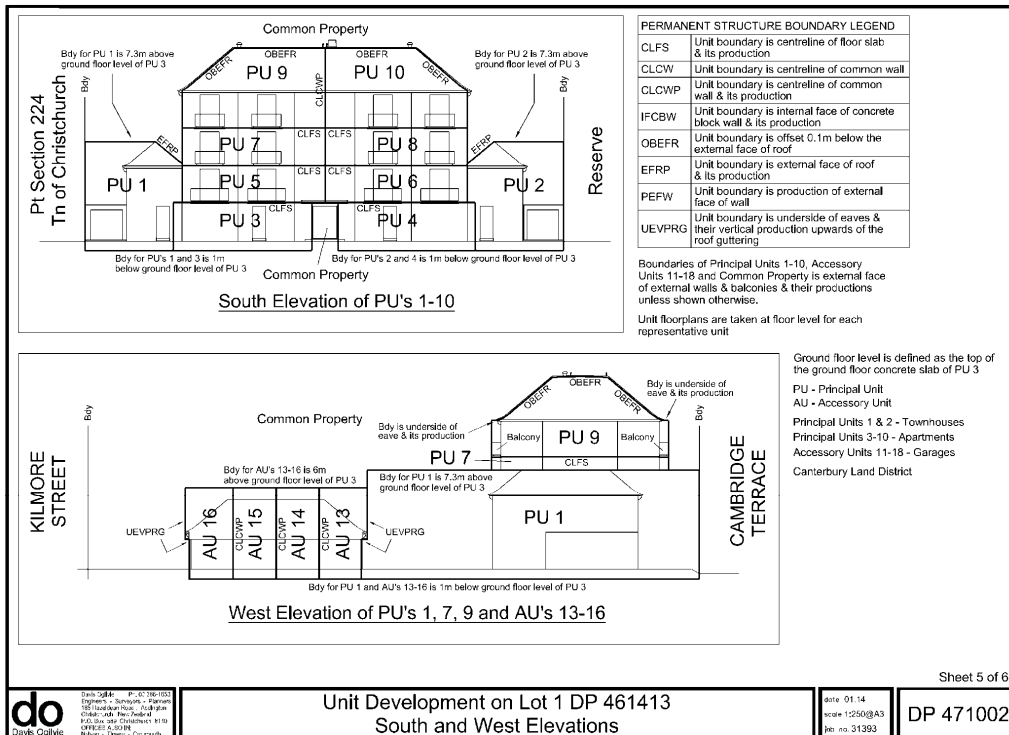 Common Property
Bdy for PU 1 is 7.3m above
ground floor level of PU 3
Bdy for PU 2 is 7.3m above
ground floor level of PU 3
OBEFR
OBEFR
OBEFR
OBEFR
PU 9
PU 10
CLCWP
Bdy
Bdy
Pt Section 224
Tn of Christchurch
Reserve
EFRP
EFRP
CLFS
CLFS
PU 7
PU 8
CLFS
CLFS
PU 1
PU 5
PU 6
PU 2
CLFS
CLFS
PU 3
PU 4
Bdy for PU's 1 and 3 is 1m
below ground floor level of PU 3
Bdy for PU's 2 and 4 is 1m below ground floor level of PU 3
Common Property
South Elevation of PU's 1-10
PERMANENT STRUCTURE BOUNDARY LEGEND
CLFS Unit boundary is centreline of floor slab
& its production
CLCW Unit boundary is centreline of common wall
CLCWP Unit boundary is centreline of common
wall & its production
IFCBW Unit boundary is internal face of concrete
block wall & its production
OBEFR Unit boundary is offset 0.1m below the
external face of roof
EFRP Unit boundary is external face of roof
& its production
PEFW Unit boundary is production of external
face of wall
UEVPRG Unit boundary is underside of eaves &
their vertical production upwards of the
roof guttering
Boundaries of Principal Units 1-10, Accessory
Units 11-18 and Common Property is external face
of external walls & balconies & their productions
unless shown otherwise.
Unit floorplans are taken at floor level for each
representative unit
Ground floor level is defined as the top of
the ground floor concrete slab of PU 3
PU - Principal Unit
AU - Accessory Unit
Principal Units 1 & 2 - Townhouses
Principal Units 3-10 - Apartments
Accessory Units 11-18 - Garages
Canterbury Land District
Bdy
Bdy
Common Property
OBEFR
OBEFR
OBEFR
Bdy is underside of
eave & its production
Bdy is underside of
eave & its production
Balcony
PU 9
Balcony
PU 7
CLFS
Bdy for AU's 13-16 is 6m
above ground floor level of PU 3
Bdy for PU 1 is 7.3m above
ground floor level of PU 3
KILMORE
STREET
CAMBRIDGE
TERRACE
UEVPRG
AU 16
CLCWP
AU 15
CLCWP
AU 14
CLCWP
AU 13
UEVPRG
PU 1
Bdy for PU 1 and AU's 13-16 is 1m below ground floor level of PU 3
West Elevation of PU's 1, 7, 9 and AU's 13-16
Sheet 5 of 6
do
Davis Ogilvie
Engineers - Surveyors - Planners
Unit Development on Lot 1 DP 461413
South and West Elevations
date 01.14
scale 1:250@A3
job no. 31393
DP 471002